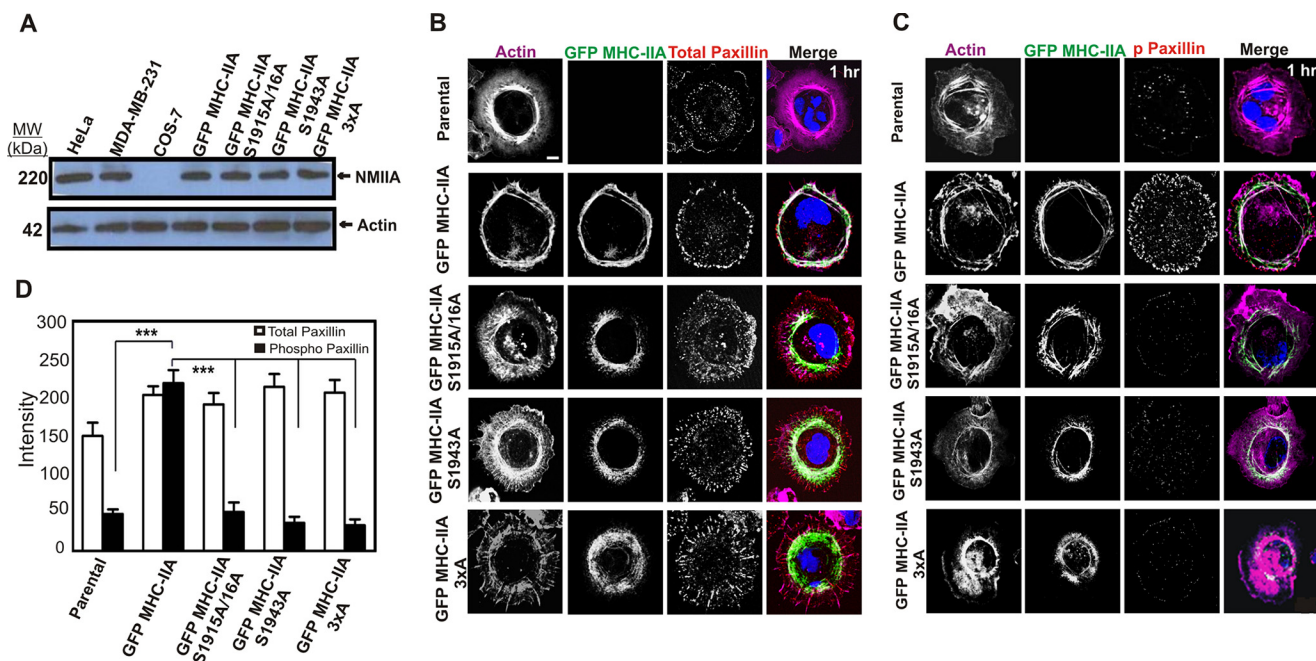 A
MW
(kDa)
HeLa
MDA-MB-231
COS-7
GFP MHC-IIA
GFP MHC-IIA
S1915A/16A
GFP MHC-IIA
S1943A
GFP MHC-IIA
3xA
220
NMIIA
42
Actin
B
Actin
GFP MHC-IIA
Total Paxillin
Merge
1 hr
Parental
GFP MHC-IIA
GFP MHC-IIA
S1915A/16A
GFP MHC-IIA
S1943A
GFP MHC-IIA
3xA
C
Actin
GFP MHC-IIA
p Paxillin
Merge
1 hr
Parental
GFP MHC-IIA
GFP MHC-IIA
S1915A/16A
GFP MHC-IIA
S1943A
GFP MHC-IIA
3xA
D
Intensity
300
250
200
150
100
50
0
***
***
Total Paxillin
Phospho Paxillin
Parental
GFP MHC-IIA
GFP MHC-IIA
S1915A/16A
GFP MHC-IIA
S1943A
GFP MHC-IIA
3xA